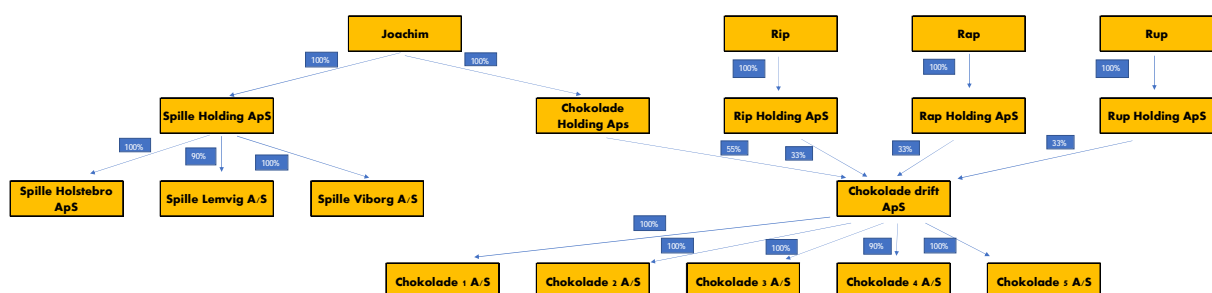 Joachim
Rip
Rap
Rup
100%
100%
100%
100%
100%
Spille Holding ApS
Chokolade
Holding Aps
Rip Holding ApS
Rap Holding ApS
Rup Holding ApS
100%
90%
100%
55%
33%
33%
33%
Spille Holstebro
ApS
Spille Lemvig A/S
Spille Viborg A/S
Chokolade drift
ApS
100%
100%
100%
90%
100%
Chokolade 1 A/S
Chokolade 2 A/S
Chokolade 3 A/S
Chokolade 4 A/S
Chokolade 5 A/S